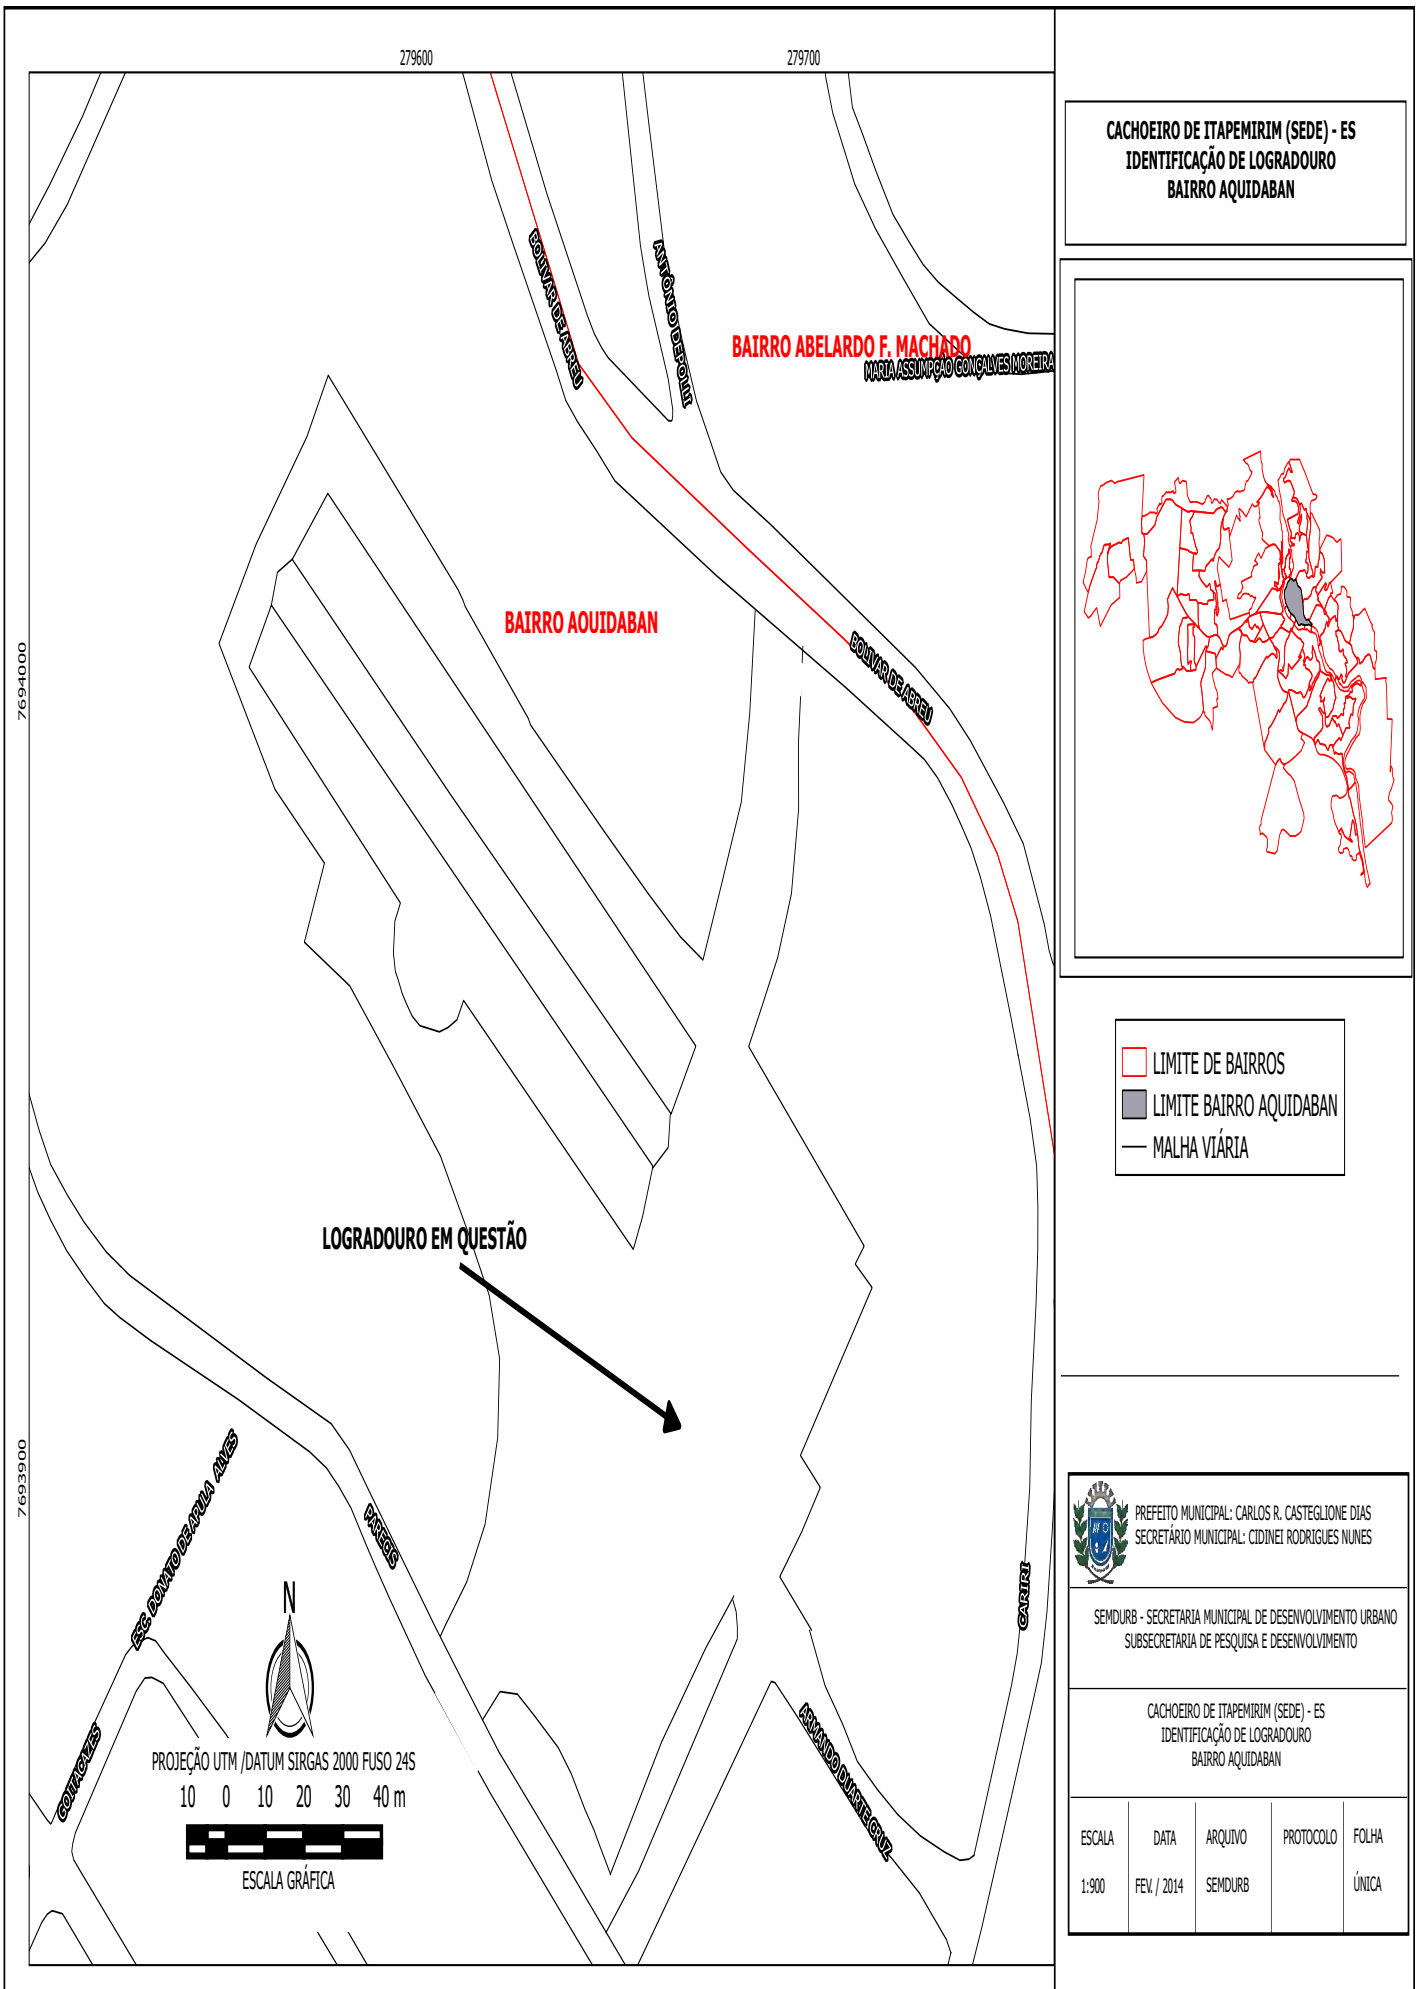 279600
279700
CACHOEIRO DE ITAPEMIRIM (SEDE) - ES
IDENTIFICAÇÃO DE LOGRADOURO
BAIRRO AQUIDABAN
BOLIVAR DE ABREU
ANTÔNIO DEPOLLI
BAIRRO ABELARDO F. MACHADO
MARIA ASSUMPÇÃO GONÇALVES MOREIRA
BAIRRO AQUIDABAN
BOLIVAR DE ABREU
7694000
LIMITE DE BAIRROS
LIMITE BAIRRO AQUIDABAN
MALHA VIÁRIA
LOGRADOURO EM QUESTÃO
7693900
ESC. DONATO DE APULA ALVES
PARECIS
CARIRI
GOITACAZES
ARMANDO DUARTE CRUZ
N
PROJEÇÃO UTM /DATUM SIRGAS 2000 FUSO 24S
10 0 10 20 30 40 m
ESCALA GRÁFICA
PREFEITO MUNICIPAL: CARLOS R. CASTEGLIONE DIAS
SECRETÁRIO MUNICIPAL: CIDINEI RODRIGUES NUNES
SEMDURB - SECRETARIA MUNICIPAL DE DESENVOLVIMENTO URBANO
SUBSECRETARIA DE PESQUISA E DESENVOLVIMENTO
CACHOEIRO DE ITAPEMIRIM (SEDE) - ES
IDENTIFICAÇÃO DE LOGRADOURO
BAIRRO AQUIDABAN
ESCALA DATA ARQUIVO PROTOCOLO FOLHA
1:900 FEV. / 2014 SEMDURB ÚNICA